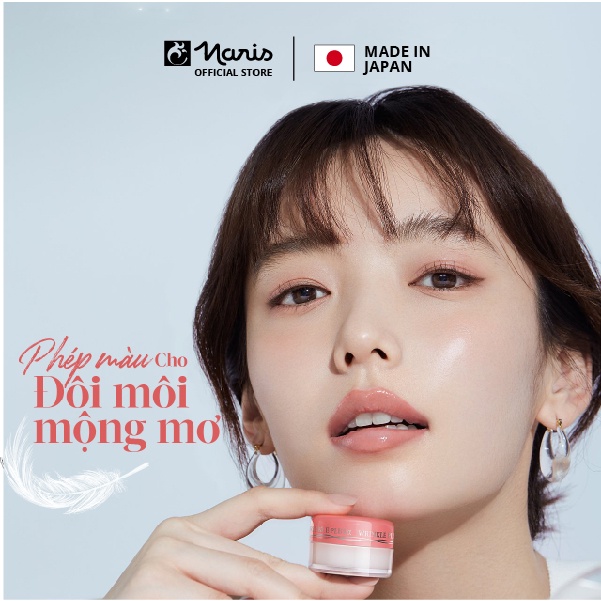 Naris
OFFICIAL STORE
MADE IN
JAPAN
Phép màu Cho
Đôi môi
mộng mơ